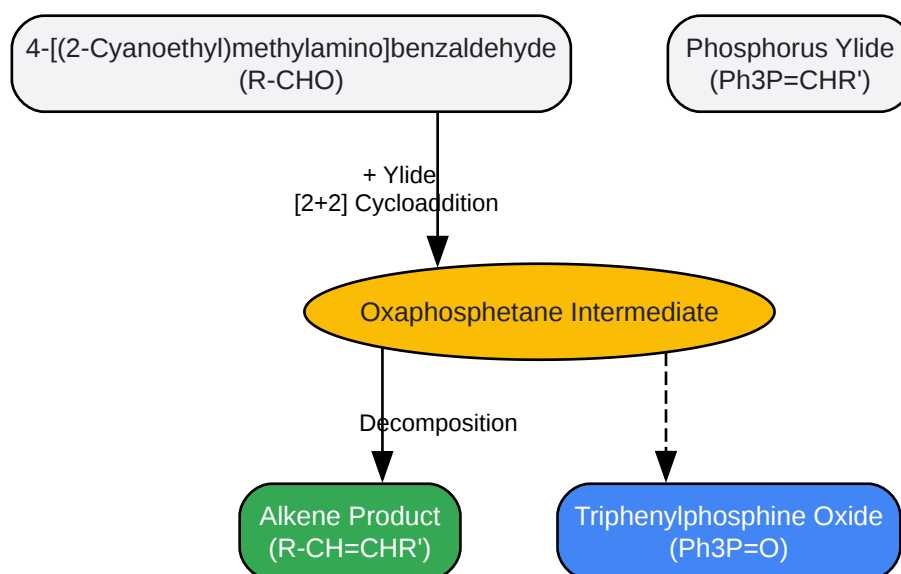 4-[(2-Cyanoethyl)methylamino]benzaldehyde
(R-CHO)
Phosphorus Ylide
(Ph3P=CHR')
+ Ylide
[2+2] Cycloaddition
Oxaphosphetane Intermediate
Decomposition
Alkene Product
(R-CH=CHR')
Triphenylphosphine Oxide
(Ph3P=O)